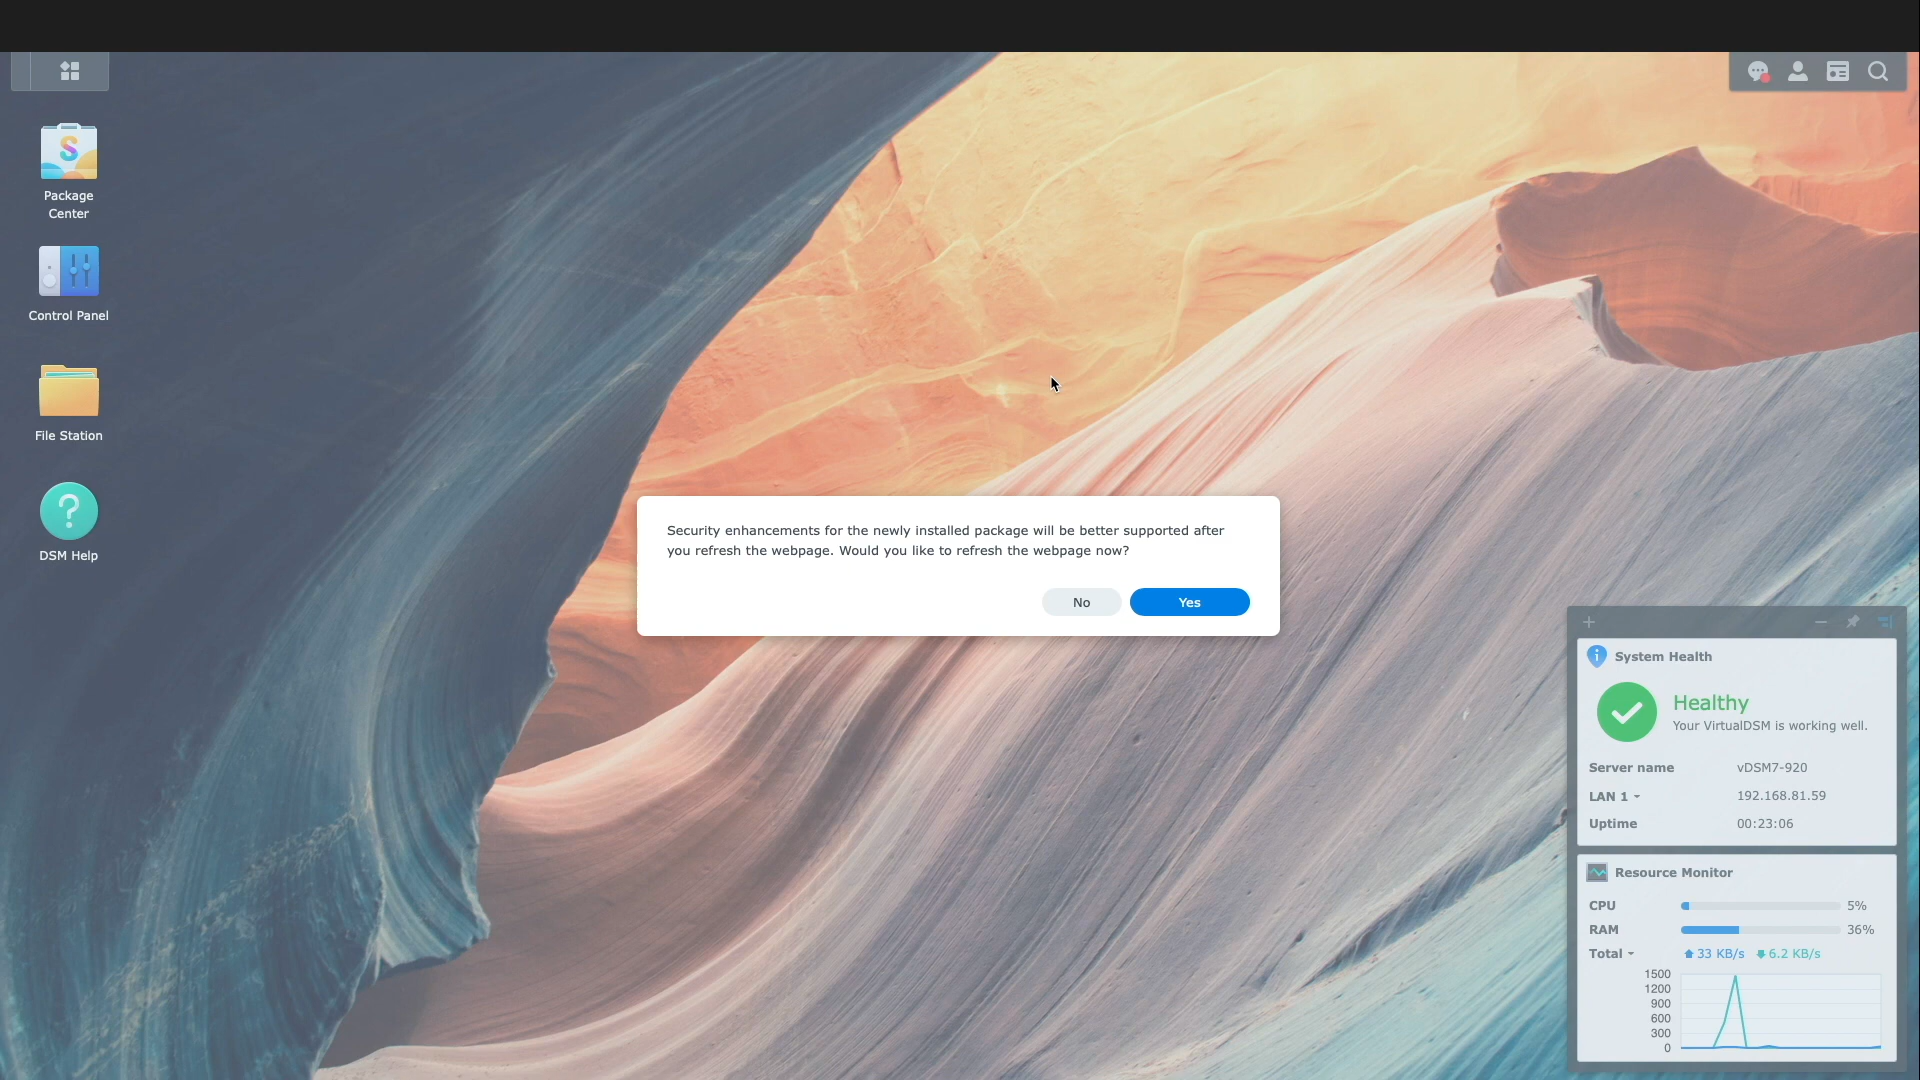 Package
Center
Control Panel
File Station
DSM Help
Security enhancements for the newly installed package will be better supported after
you refresh the webpage. Would you like to refresh the webpage now?
No
Yes
System Health
Healthy
Your VirtualDSM is working well.
Server name vDSM7-920
LAN 1 192.168.81.59
Uptime 00:23:06
Resource Monitor
CPU 5%
RAM 36%
Total 33 KB/s 6.2 KB/s
1500
1200
900
600
300
0